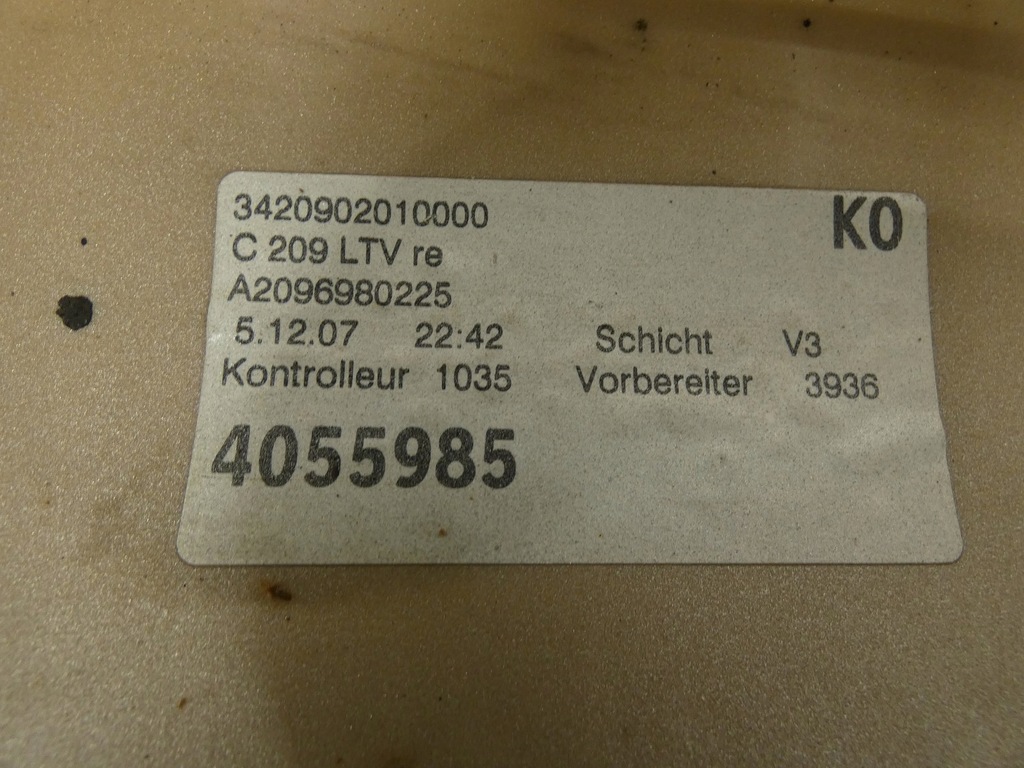 3420902010000 K0
C 209 LTV re
A2096980225
5.12.07 22:42 Schicht V3
Kontrolleur 1035 Vorbereiter 3936
4055985